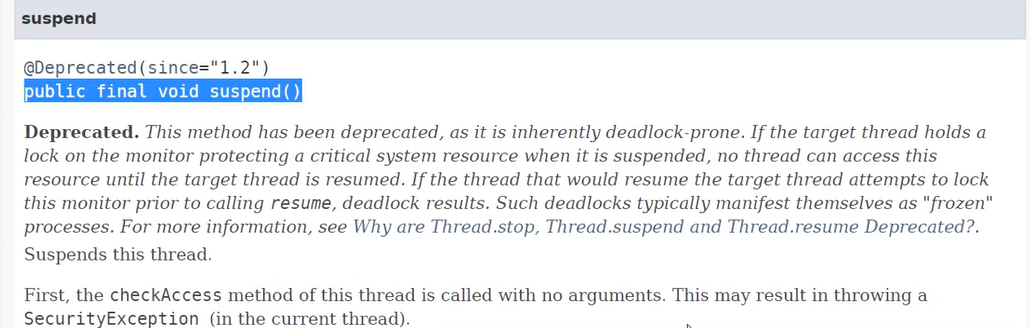 suspend
@Deprecated(since="1.2")
public final void suspend()
Deprecated. This method has been deprecated, as it is inherently deadlock-prone. If the target thread holds a
lock on the monitor protecting a critical system resource when it is suspended, no thread can access this
resource until the target thread is resumed. If the thread that would resume the target thread attempts to lock
this monitor prior to calling resume, deadlock results. Such deadlocks typically manifest themselves as "frozen"
processes. For more information, see Why are Thread.stop, Thread.suspend and Thread.resume Deprecated?.
Suspends this thread.
First, the checkAccess method of this thread is called with no arguments. This may result in throwing a
SecurityException (in the current thread).